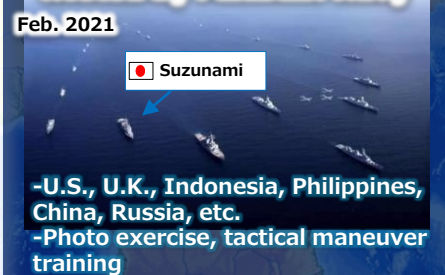 Feb. 2021
Suzunami
-U.S., U.K., Indonesia, Philippines,
China, Russia, etc.
-Photo exercise, tactical maneuver
training